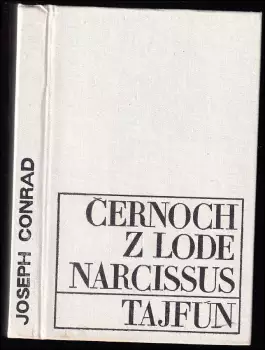 JOSEPH CONRAD
ČERNOCH
Z LODE
NARCISSUS
TAJFÚN